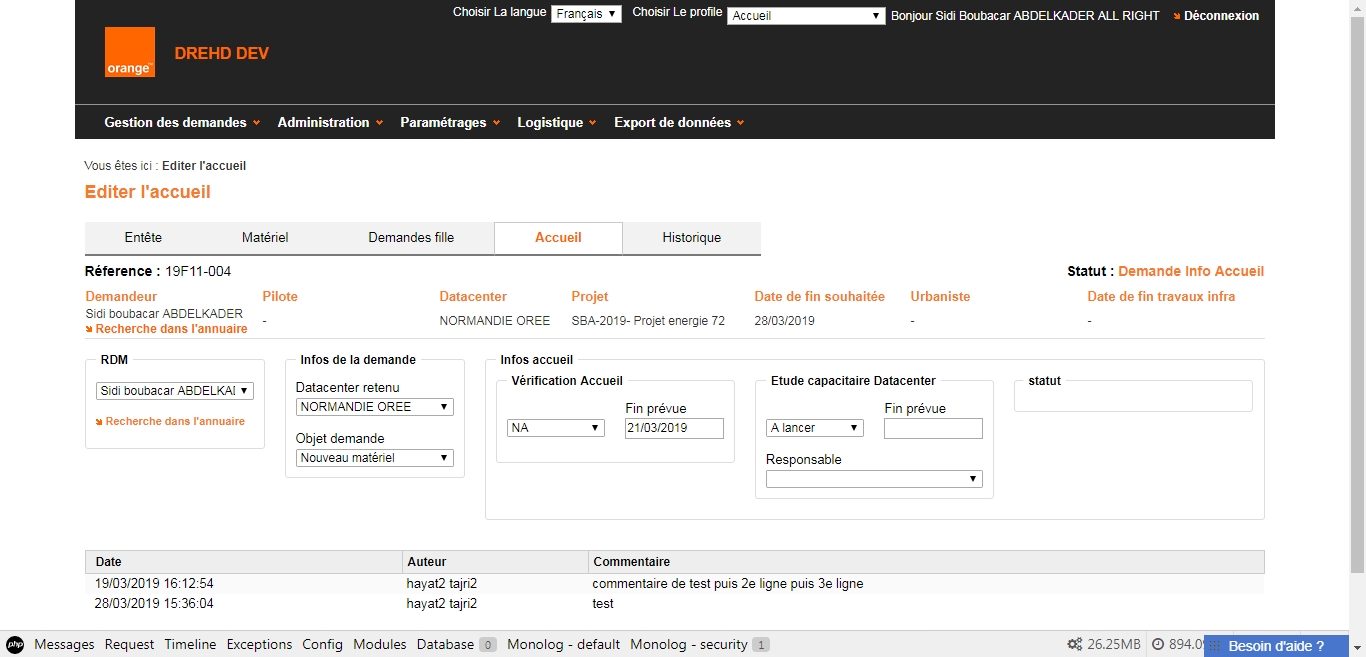 Choisir La langue Français Choisir Le profile Accueil Bonjour Sidi Boubacar ABDELKADER ALL RIGHT Déconnexion
orange™ DREHD DEV
Gestion des demandes Administration Paramétrages Logistique Export de données
Vous êtes ici : Editer l'accueil
Editer l'accueil
Entête Matériel Demandes fille Accueil Historique
Réference : 19F11-004 Statut : Demande Info Accueil
Demandeur Pilote Datacenter Projet Date de fin souhaitée Urbaniste Date de fin travaux infra
Sidi boubacar ABDELKADER - NORMANDIE OREE SBA-2019- Projet energie 72 28/03/2019 - -
Recherche dans l'annuaire
RDM Infos de la demande Infos accueil
Vérification Accueil Etude capacitaire Datacenter statut
Sidi boubacar ABDELKAI Datacenter retenu
NORMANDIE OREE Fin prévue Fin prévue
Recherche dans l'annuaire NA 21/03/2019 A lancer
Objet demande
Nouveau matériel Responsable
Date Auteur Commentaire
19/03/2019 16:12:54 hayat2 tajri2 commentaire de test puis 2e ligne puis 3e ligne
28/03/2019 15:36:04 hayat2 tajri2 test
php Messages Request Timeline Exceptions Config Modules Database 0 Monolog - default Monolog - security 1 26.25MB Besoin d'aide ?